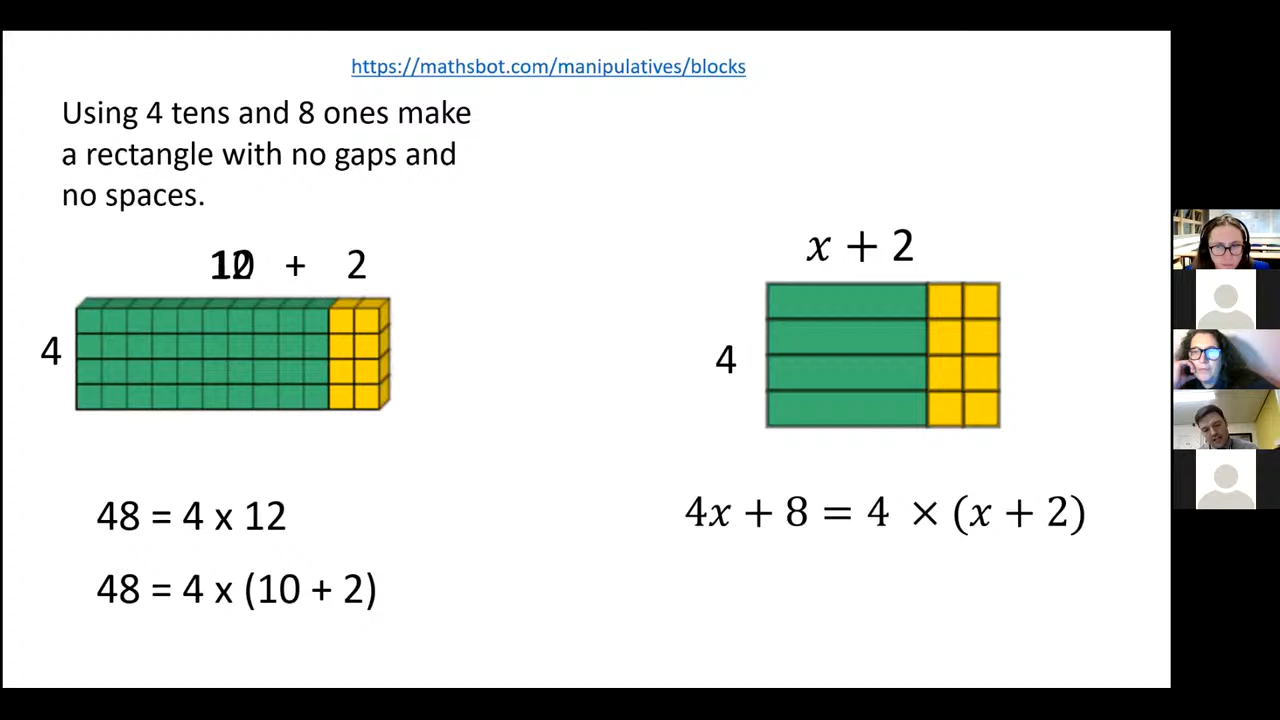 https://mathsbot.com/manipulatives/blocks
Using 4 tens and 8 ones make
a rectangle with no gaps and
no spaces.
+ 2
4
48 = 4 x 12
48 = 4 x (10 + 2)
x + 2
4
4x + 8 = 4 × (x + 2)